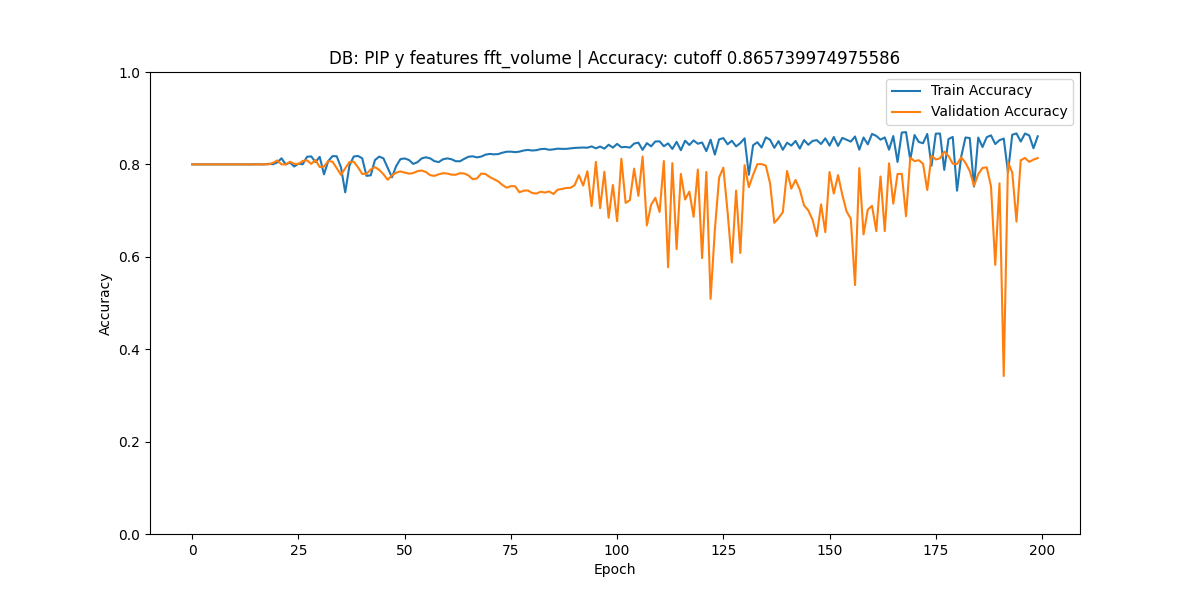 DB: PIP y features fft_volume | Accuracy: cutoff 0.865739974975586
1.0
0.8
0.6
0.4
0.2
0.0
Accuracy
Train Accuracy
Validation Accuracy
0 25 50 75 100 125 150 175 200
Epoch